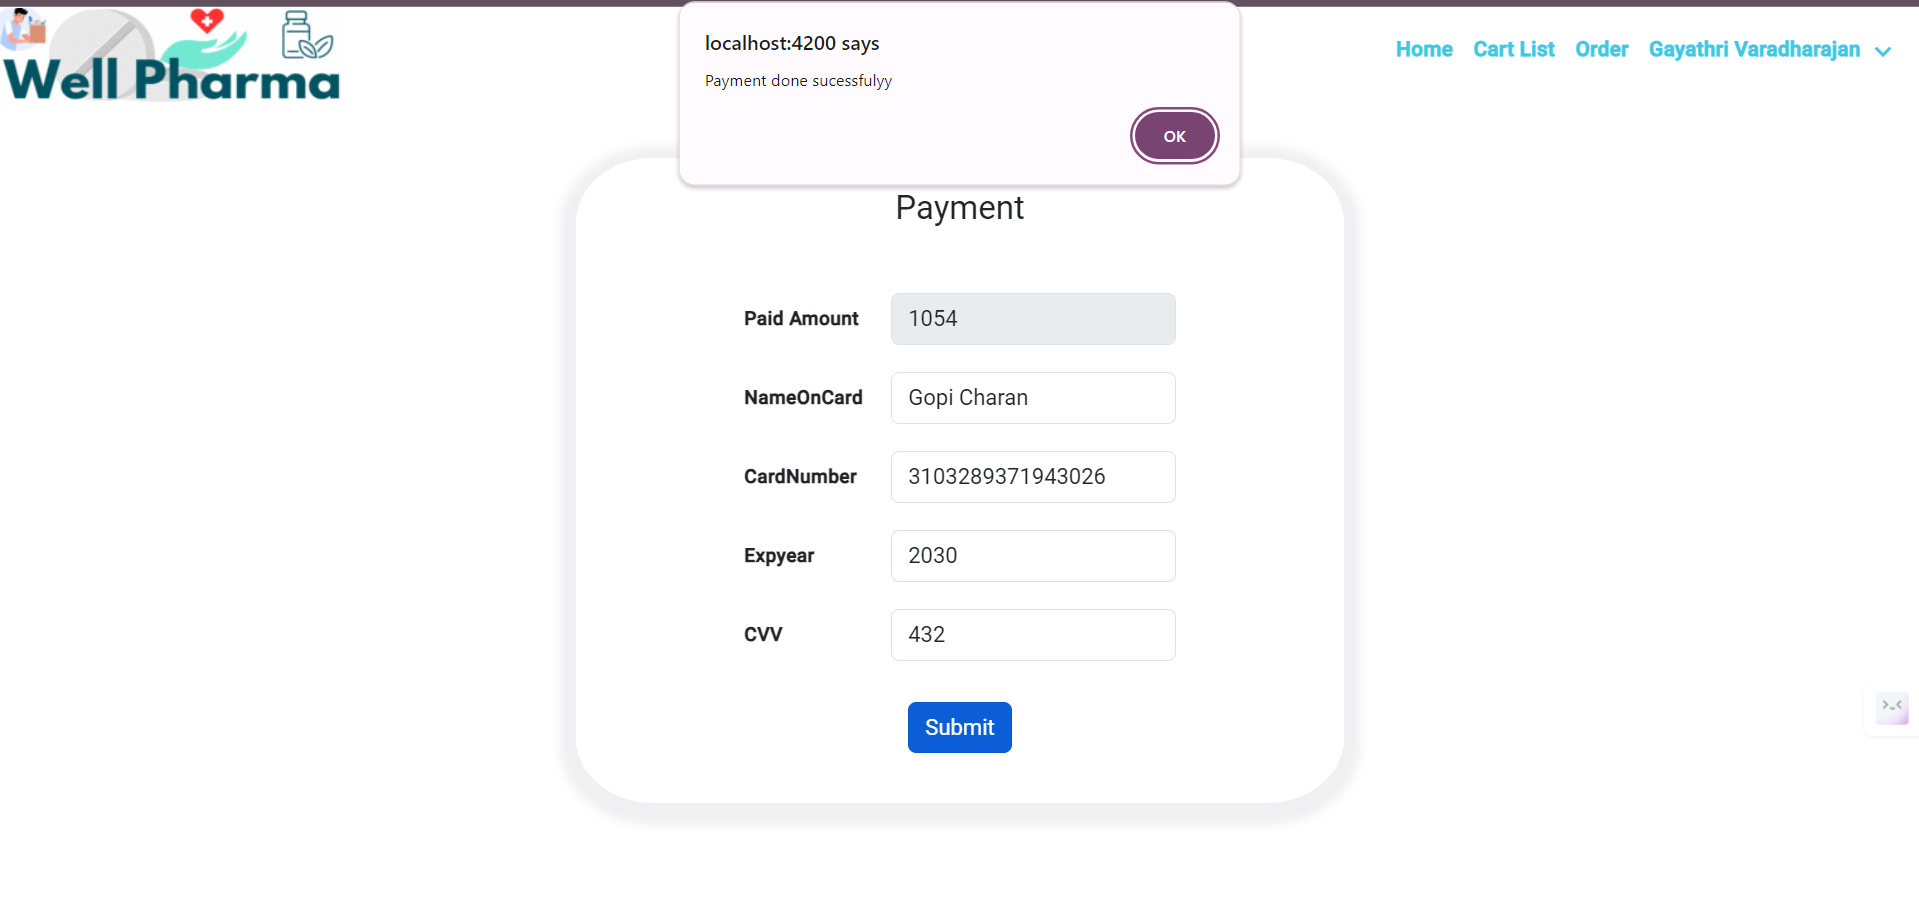 Well Pharma
localhost:4200 says
Payment done sucessfulyy
OK
Home Cart List Order Gayathri Varadharajan
Payment
Paid Amount 1054
NameOnCard Gopi Charan
CardNumber 3103289371943026
Expyear 2030
CVV 432
Submit